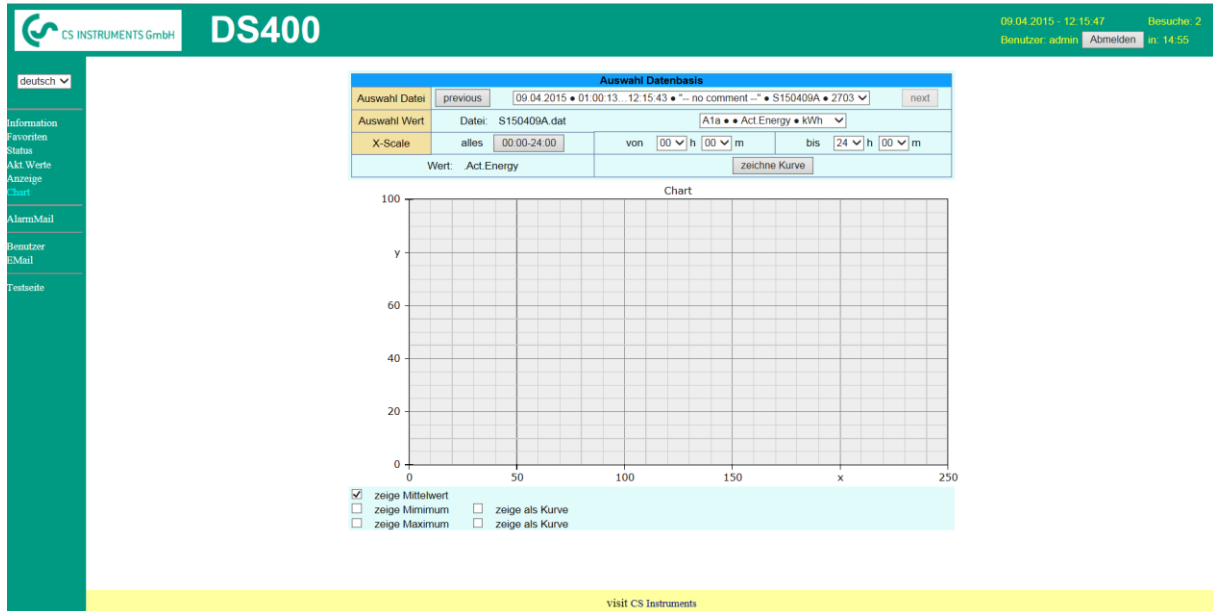 CS INSTRUMENTS GmbH
DS400
09.04.2015 - 12:15:47 Besuche: 2
Benutzer: admin Abmelden in: 14:55
deutsch
Information
Favoriten
Status
Akt.Werte
Anzeige
Chart
AlarmMail
Benutzer
EMail
Testseite
Auswahl Datenbasis
Auswahl Datei previous 09.04.2015 ● 01:00:13...12:15:43 ● "-- no comment --" ● S150409A ● 2703 next
Auswahl Wert Datei: S150409A.dat A1a ● ● Act.Energy ● kWh
X-Scale alles 00:00-24:00 von 00 h 00 m bis 24 h 00 m
Wert: .Act.Energy zeichne Kurve
Chart
100
y
60
40
20
0
0 50 100 150 x 250
zeige Mittelwert
zeige Mimimum zeige als Kurve
zeige Maximum zeige als Kurve
visit CS Instruments